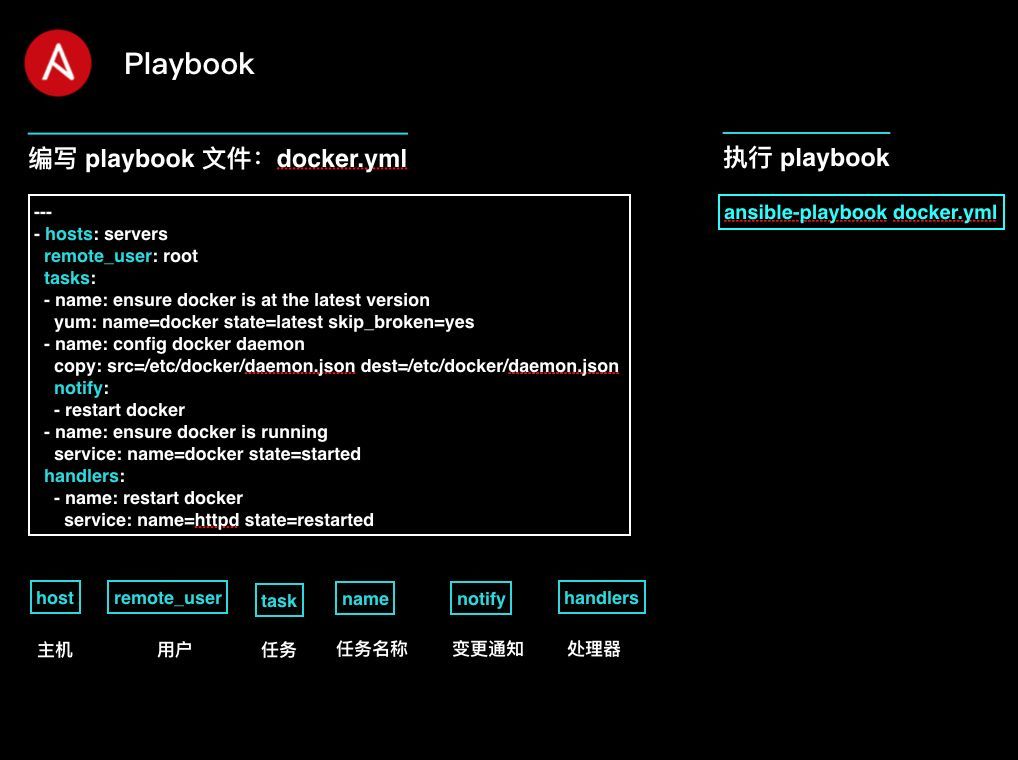 Playbook
编写 playbook 文件：docker.yml
---
- hosts: servers
  remote_user: root
  tasks:
  - name: ensure docker is at the latest version
    yum: name=docker state=latest skip_broken=yes
  - name: config docker daemon
    copy: src=/etc/docker/daemon.json dest=/etc/docker/daemon.json
    notify:
    - restart docker
  - name: ensure docker is running
    service: name=docker state=started
  handlers:
    - name: restart docker
      service: name=httpd state=restarted
执行 playbook
ansible-playbook docker.yml
host remote_user task name notify handlers
主机 用户 任务 任务名称 变更通知 处理器